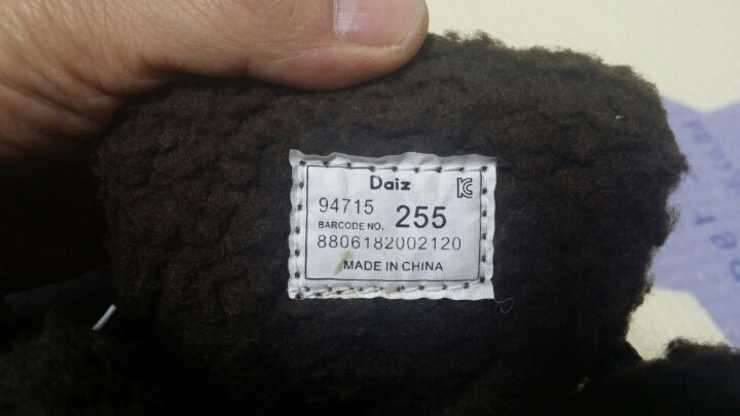 Daiz
94715
BARCODE NO. 255
8806182002120
MADE IN CHINA